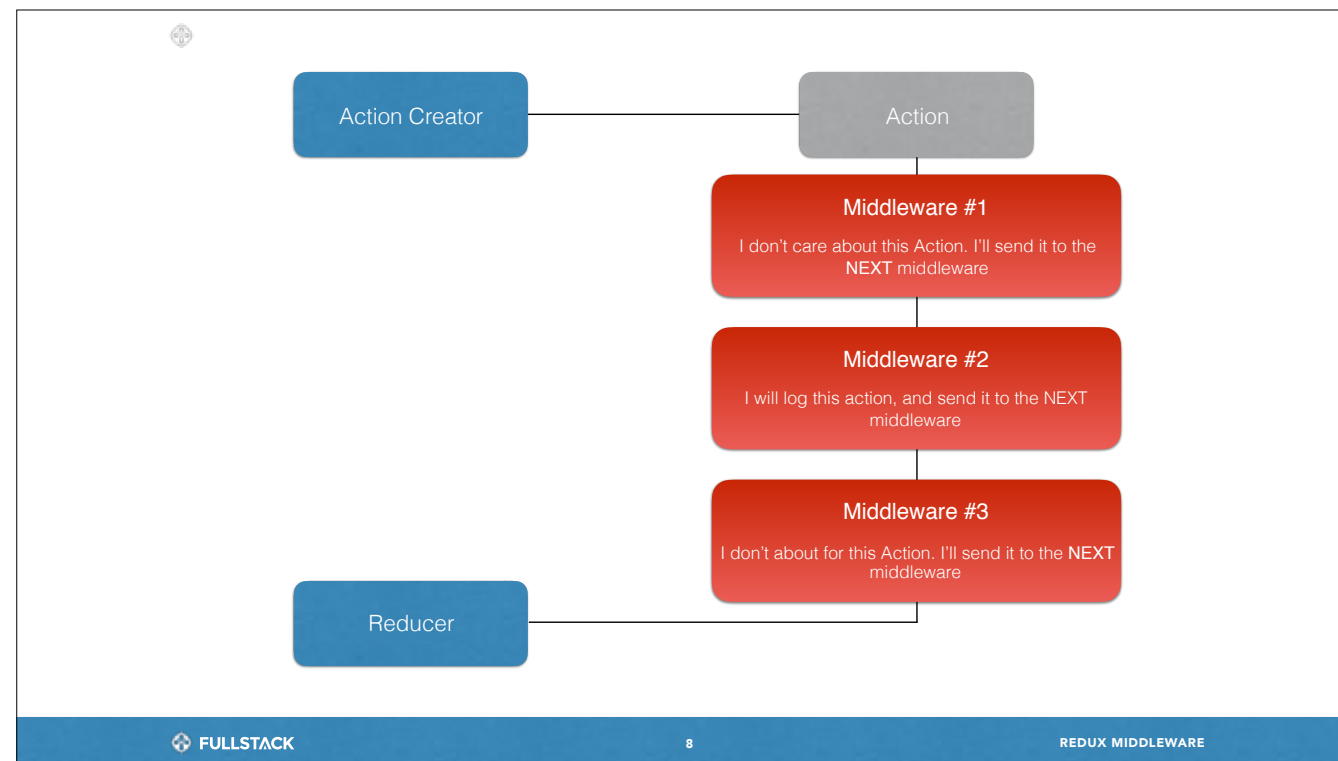 Action Creator
Action
Middleware #1
I don’t care about this Action. I’ll send it to the
NEXT middleware
Middleware #2
I will log this action, and send it to the NEXT
middleware
Middleware #3
I don’t about for this Action. I’ll send it to the NEXT
middleware
Reducer
FULLSTACK
8
REDUX MIDDLEWARE